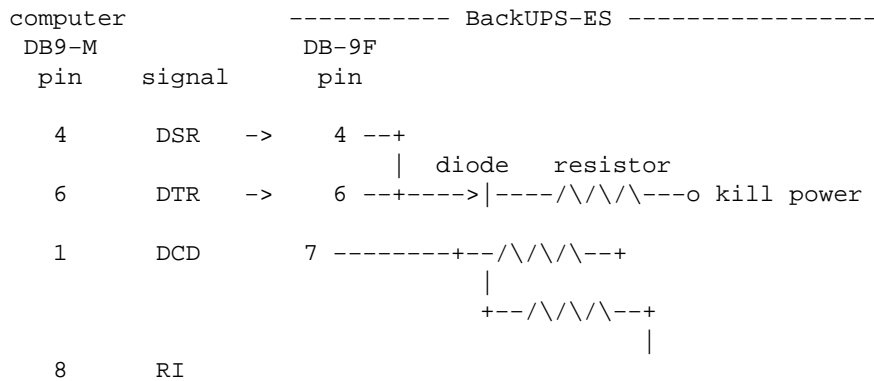 computer           ----------- BackUPS-ES -----------------
 DB9-M              DB-9F
  pin    signal      pin

   4      DSR   ->    4 --+
                          |   diode   resistor
   6      DTR   ->    6 --+---->|----/\/\/\---o kill power

   1      DCD       7 --------+--/\/\/\--+
                                |
                                +--/\/\/\--+
                                           |
   8      RI